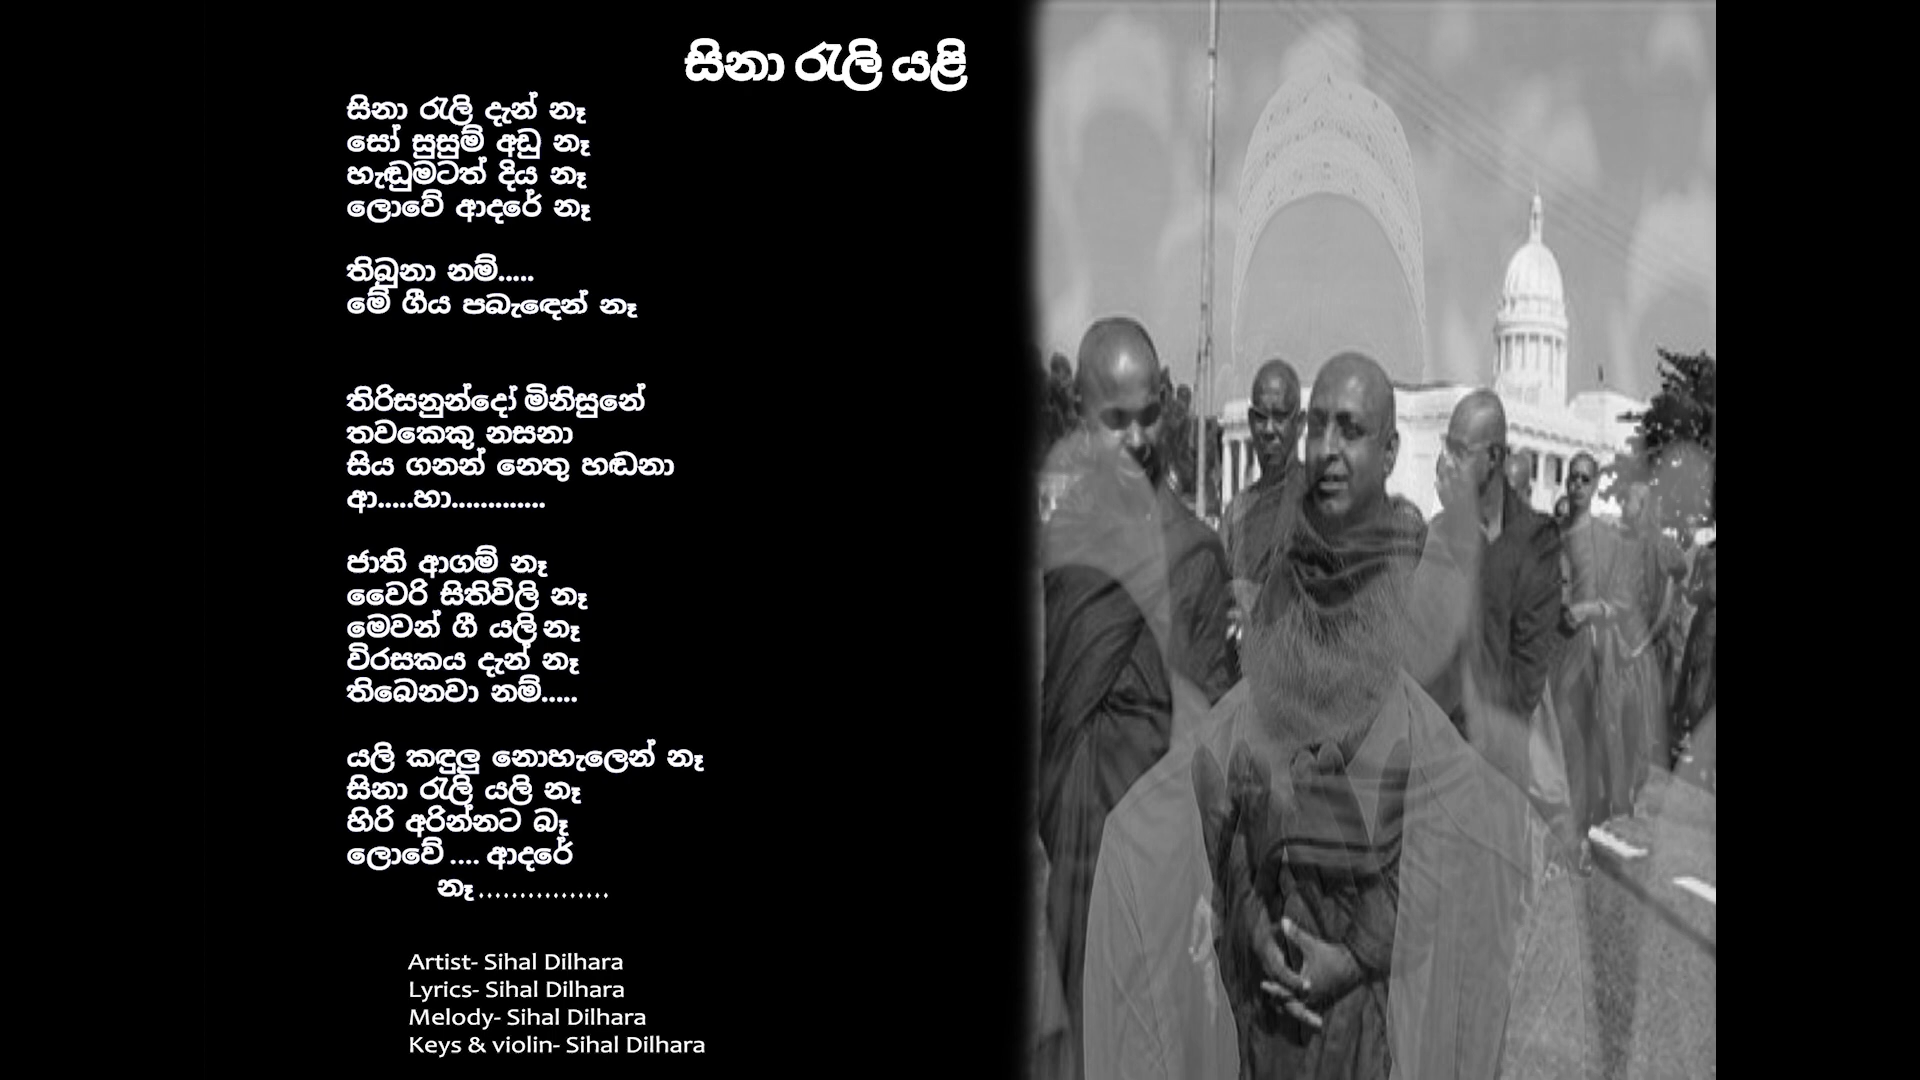 සිනා රැලි යළි
සිනා රැලි දැන් නෑ
සෝ සුසුම් අඩු නෑ
හැඬුමටත් දිය නෑ
ලොවේ ආදරේ නෑ
තිබුනා නම්.....
මේ ගීය පබැඳෙන් නෑ
තිරිසනුන්දෝ මිනිසුනේ
තවකෙකු නසනා
සිය ගනන් නෙතු හඬනා
ආ.....හා.............
ජාති ආගම් නෑ
වෛරි සිතිවිලි නෑ
මෙවන් ගී යලි නෑ
විරසකය දැන් නෑ
තිබෙනවා නම්.....
යලි කඳුලු නොහැලෙන් නෑ
සිනා රැලි යලි නෑ
හිරි අරින්නට බෑ
ලොවේ .... ආදරේ
නෑ................
Artist- Sihal Dilhara
Lyrics- Sihal Dilhara
Melody- Sihal Dilhara
Keys & violin- Sihal Dilhara